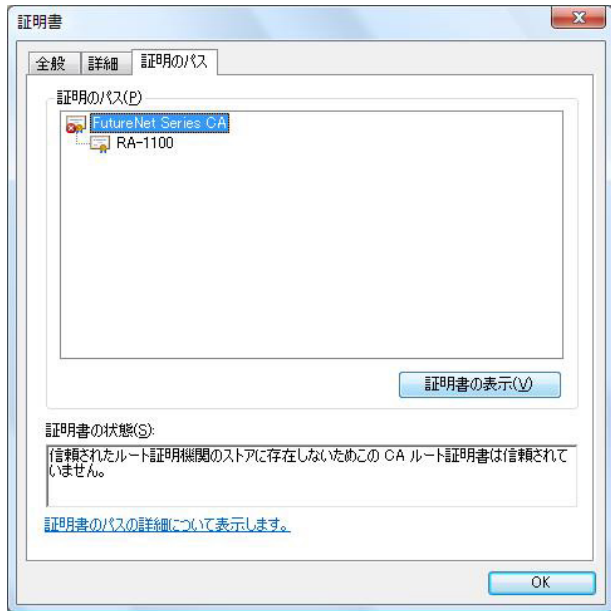 証明書
全般 詳細 証明のパス
証明のパス(P)
FutureNet Series CA
RA-1100
証明書の表示(V)
証明書の状態(S):
信頼されたルート証明機関のストアに存在しないためこの CA ルート証明書は信頼されて
いません。
証明書のパスの詳細について表示します。
OK